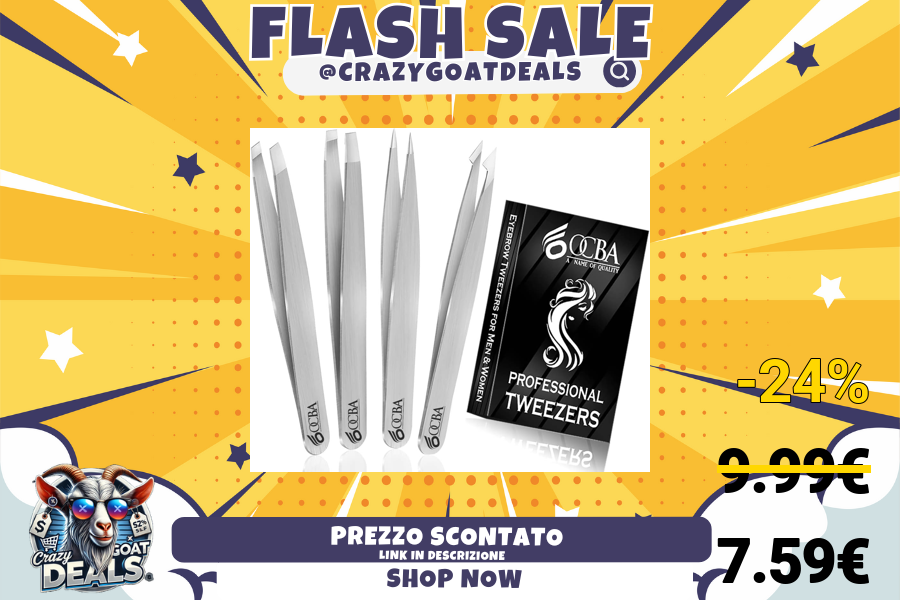 FLASH SALE
@CRAZYGOATDEALS
OCBA
OCBA
OCBA
OCBA
EYEBROW TWEEZERS FOR MEN & WOMEN
OCBA
A NAME OF QUALITY
PROFESSIONAL
TWEEZERS
-24%
9.99€
7.59€
PREZZO SCONTATO
LINK IN DESCRIZIONE
SHOP NOW
$
52%
Crazy
GOAT
DEALS